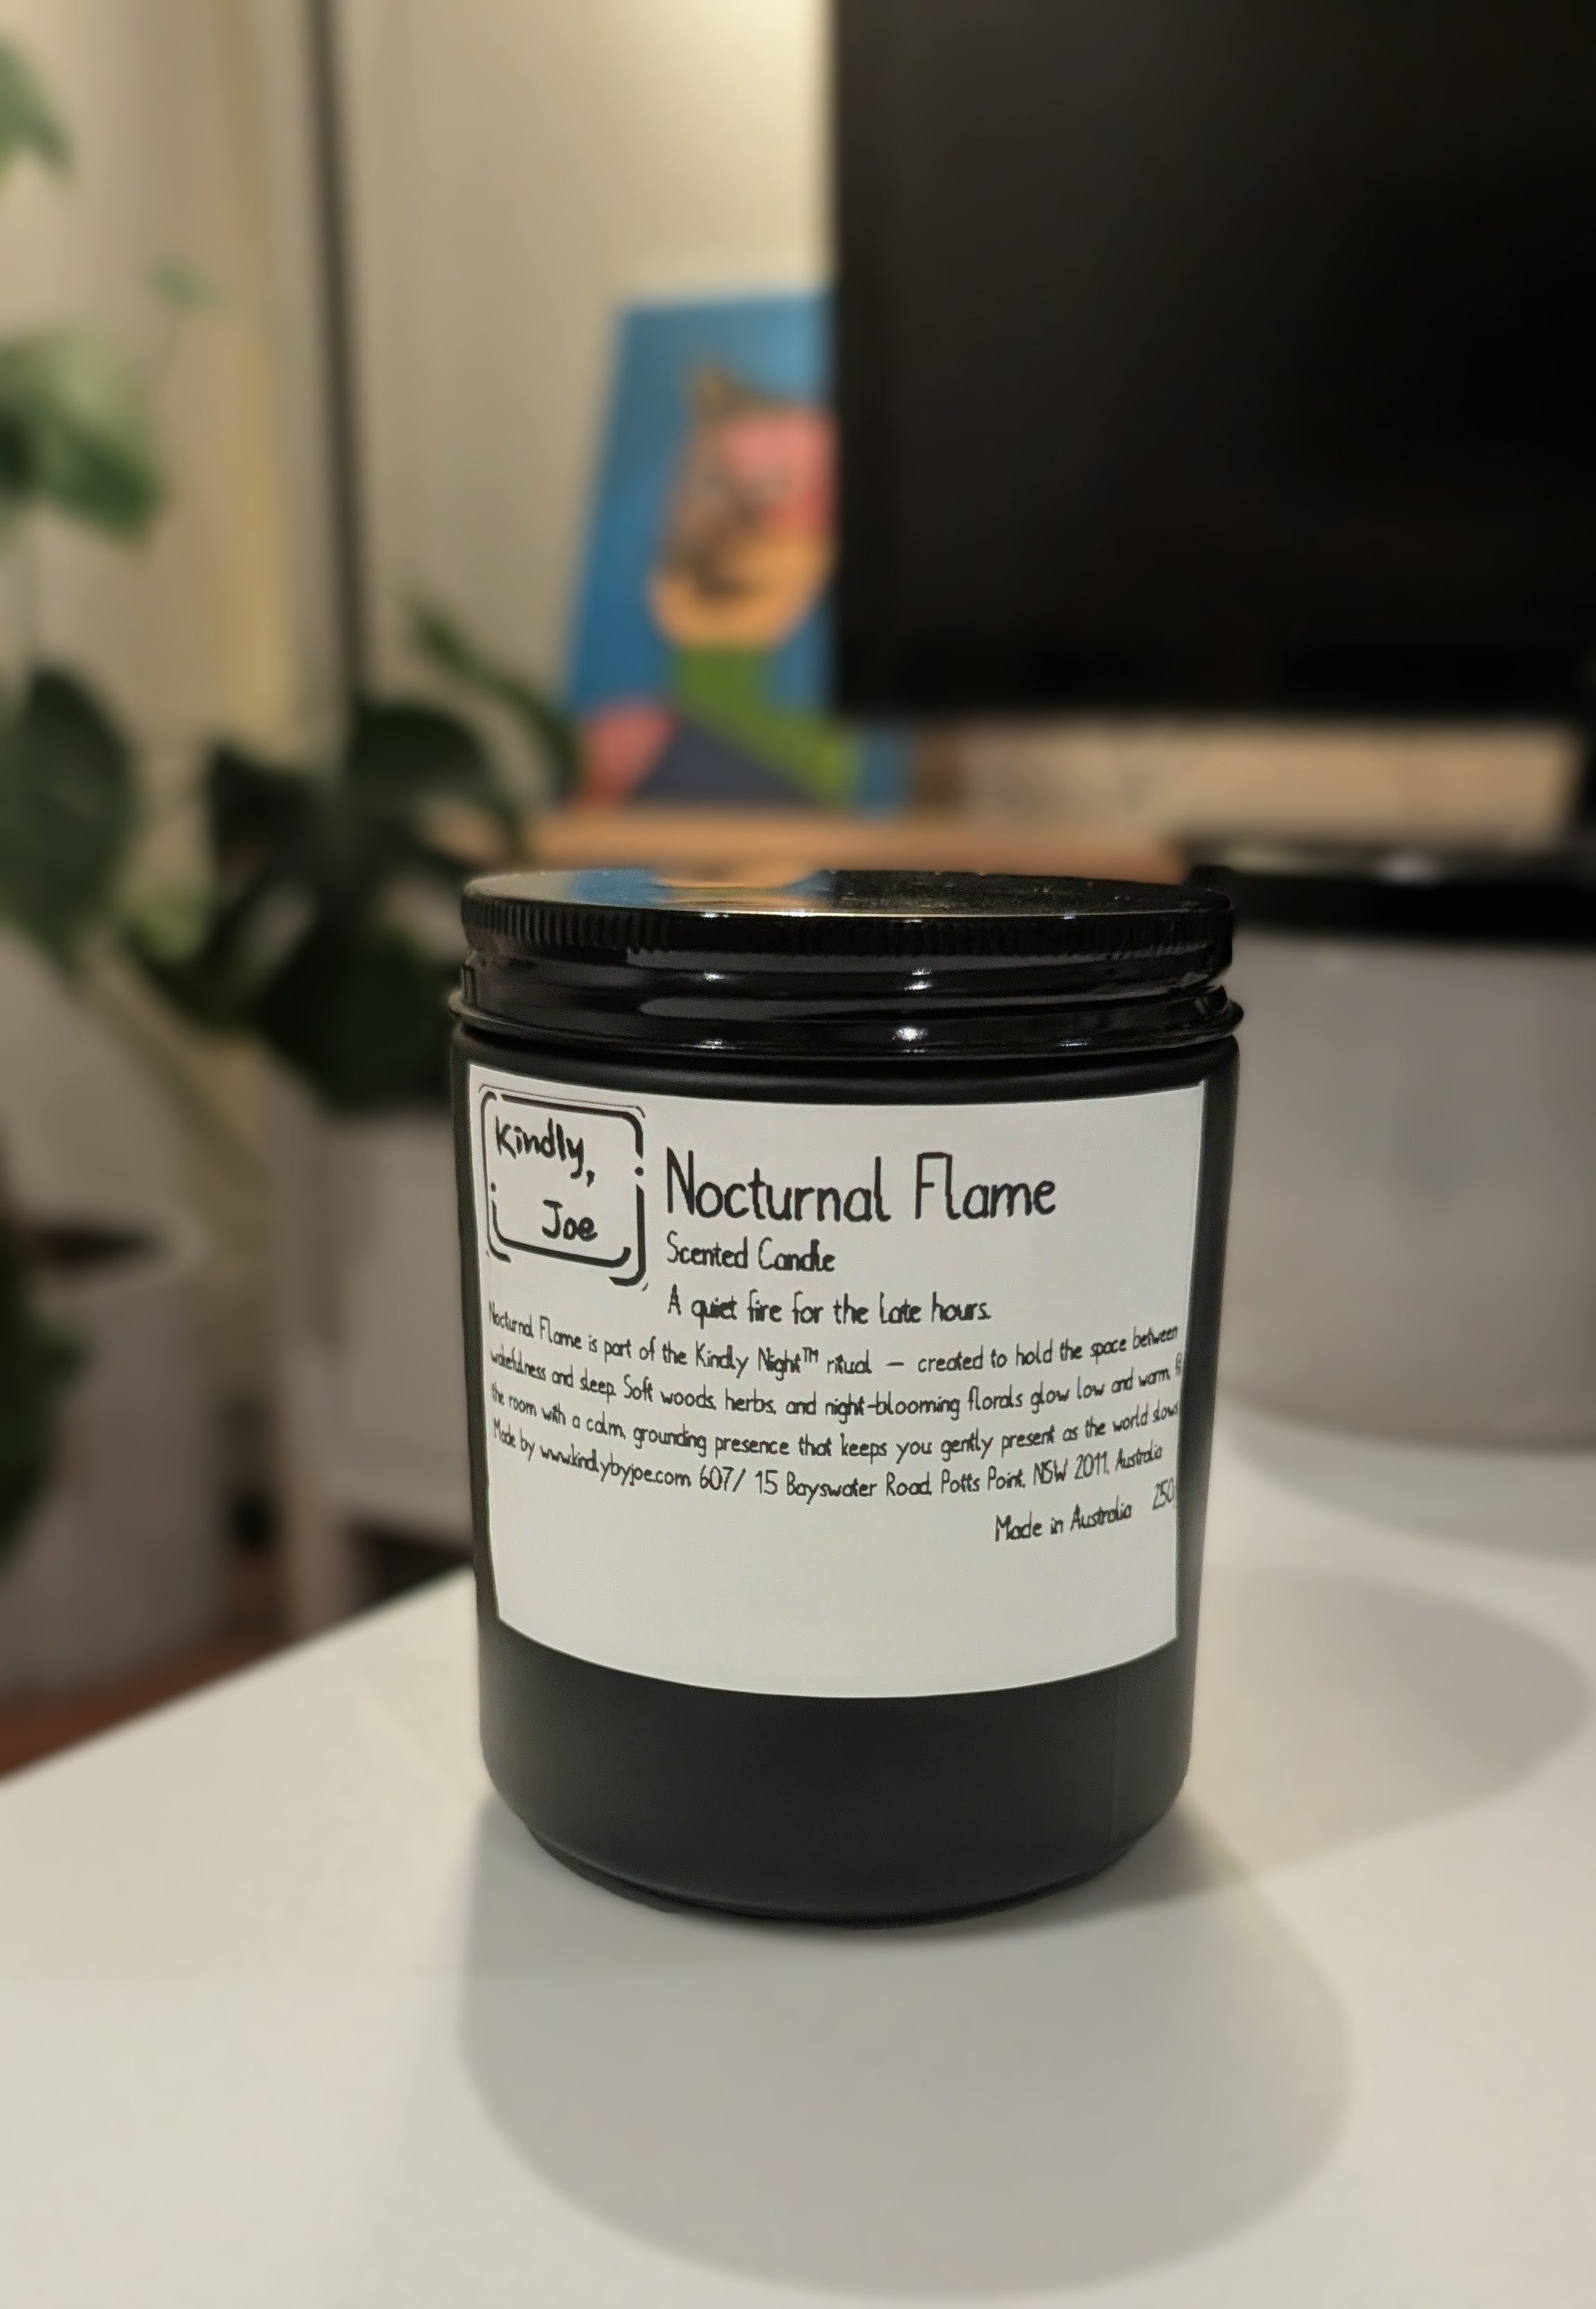 Kindly,
Joe
Nocturnal Flame
Scented Candle
A quiet fire for the late hours.
Nocturnal Flame is part of the Kindly Night™ ritual — created to hold the space between
wakefulness and sleep. Soft woods, herbs, and night-blooming florals glow low and warm,
the room with a calm, grounding presence that keeps you gently present as the world slows
Made by www.kindlybyjoe.com 607/ 15 Bayswater Road, Potts Point, NSW 2011, Australia
Made in Australia 250